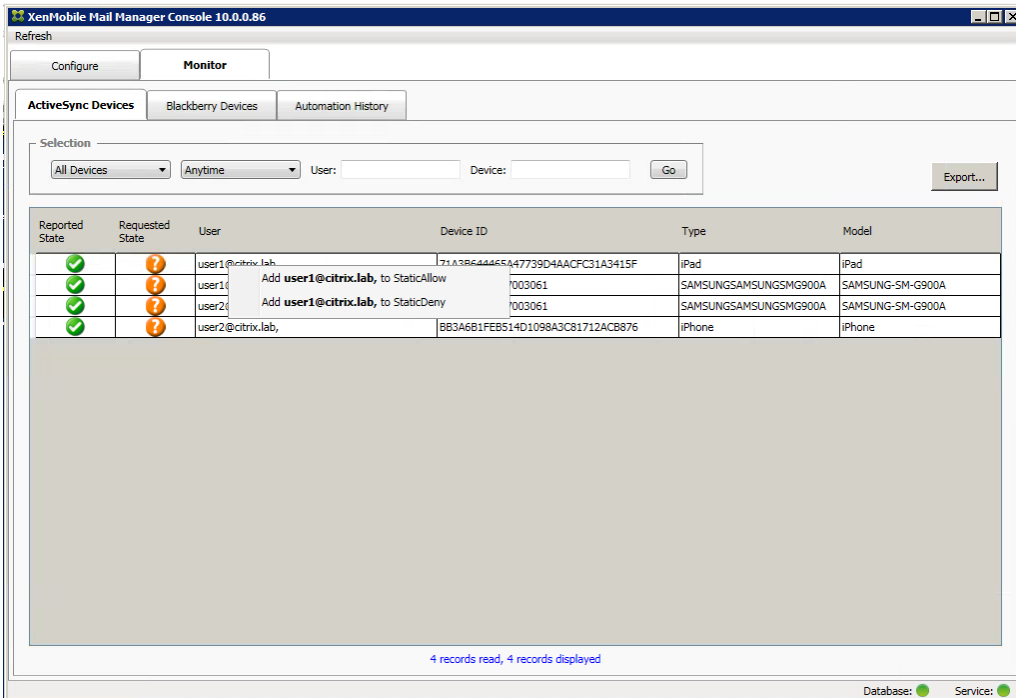 XenMobile Mail Manager Console 10.0.0.86
Refresh
Configure Monitor
ActiveSync Devices Blackberry Devices Automation History
Selection
All Devices Anytime User: Device: Go
Export...
Reported State Requested State User Device ID Type Model
user1@citrix.lab 71A3B644465A47739D4AACFC31A3415F iPad iPad
Add user1@citrix.lab, to StaticAllow
user1 003061 SAMSUNGSAMSUNGSMG900A SAMSUNG-SM-G900A
Add user1@citrix.lab, to StaticDeny
user2 003061 SAMSUNGSAMSUNGSMG900A SAMSUNG-SM-G900A
user2@citrix.lab, BB3A6B1FEB514D1098A3C81712ACB876 iPhone iPhone
4 records read, 4 records displayed
Database: Service: